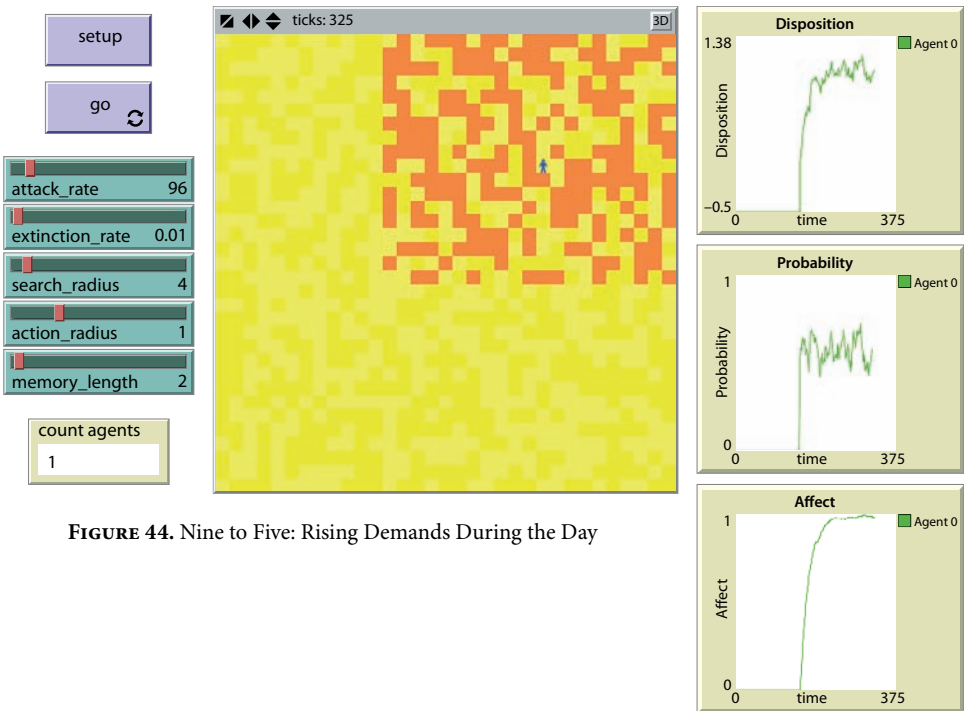 setup
go
attack_rate 96
extinction_rate 0.01
search_radius 4
action_radius 1
memory_length 2
count agents
1
ticks: 325
3D
Disposition
1.38
Agent 0
Disposition
−0.5
0 time 375
Probability
1
Agent 0
Probability
0
0 time 375
Affect
1
Agent 0
Affect
0
0 time 375
FIGURE 44. Nine to Five: Rising Demands During the Day